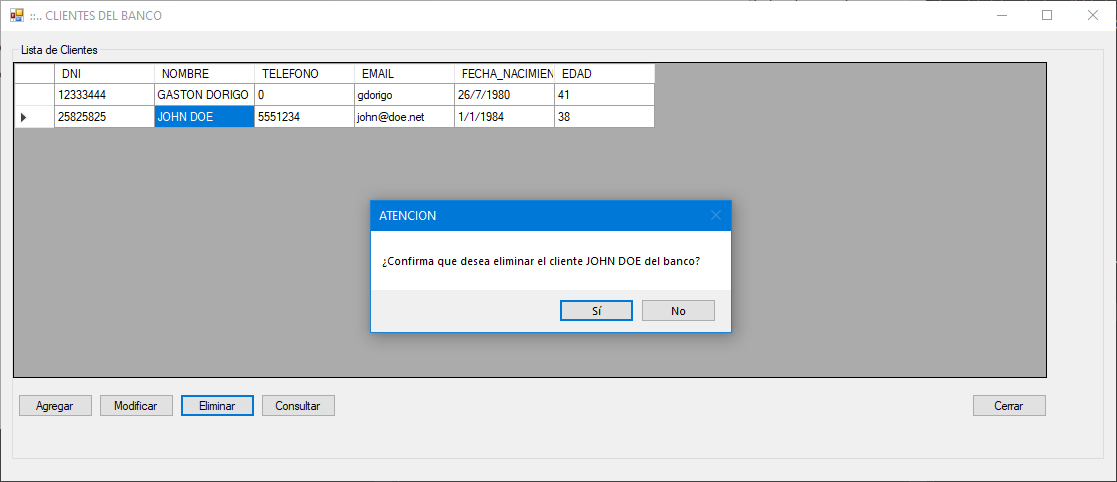 ::.. CLIENTES DEL BANCO
Lista de Clientes
DNI NOMBRE TELEFONO EMAIL FECHA_NACIMIEN EDAD
12333444 GASTON DORIGO 0 gdorigo 26/7/1980 41
25825825 JOHN DOE 5551234 john@doe.net 1/1/1984 38
ATENCION
¿Confirma que desea eliminar el cliente JOHN DOE del banco?
Sí No
Agregar Modificar Eliminar Consultar Cerrar